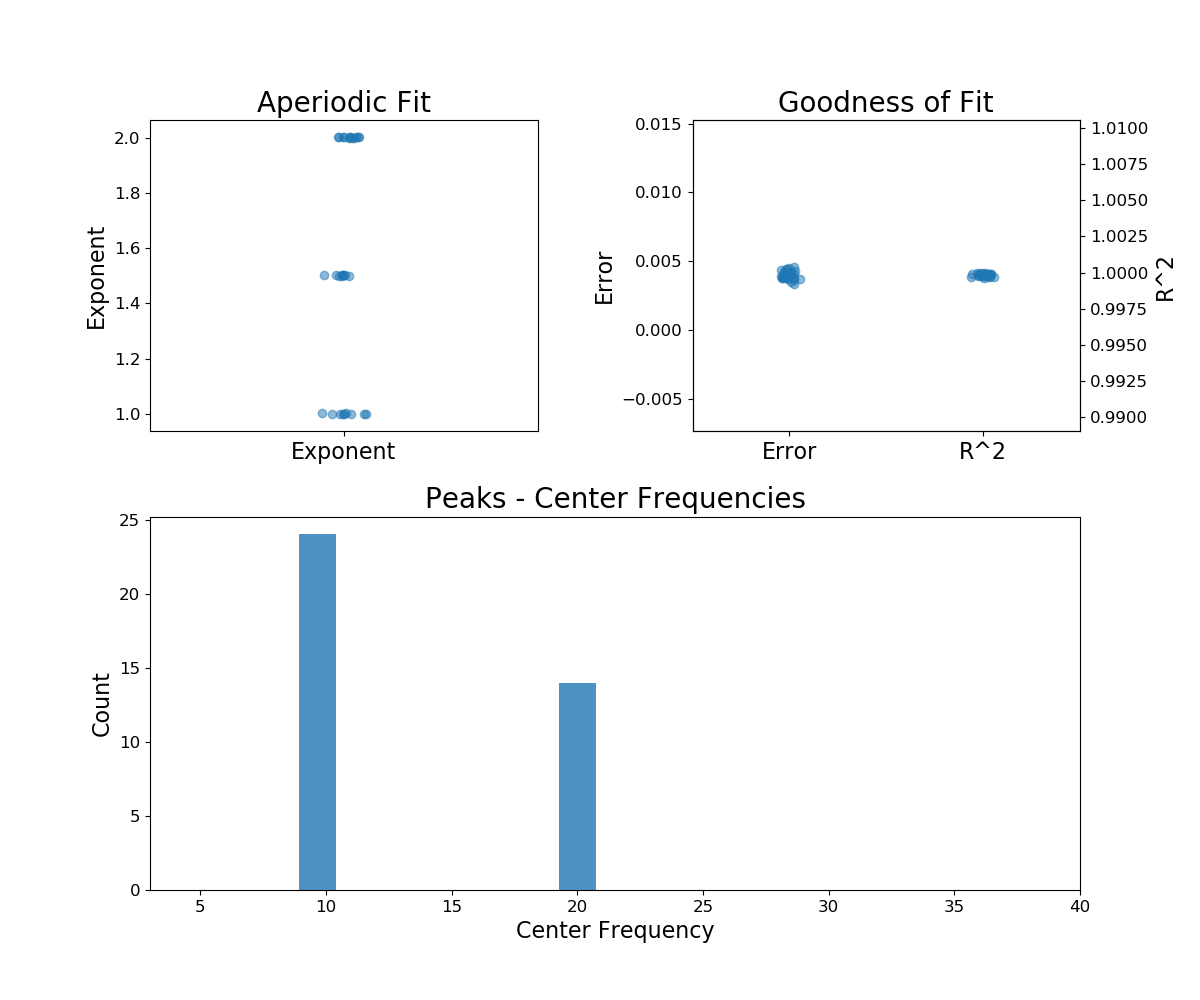 Aperiodic Fit
2.0
1.8
1.6
1.4
1.2
1.0
Exponent
Exponent
Goodness of Fit
0.015
0.010
0.005
0.000
−0.005
Error
1.0100
1.0075
1.0050
1.0025
1.0000
0.9975
0.9950
0.9925
0.9900
R^2
Error R^2
Peaks - Center Frequencies
25
20
15
10
5
0
Count
5 10 15 20 25 30 35 40
Center Frequency